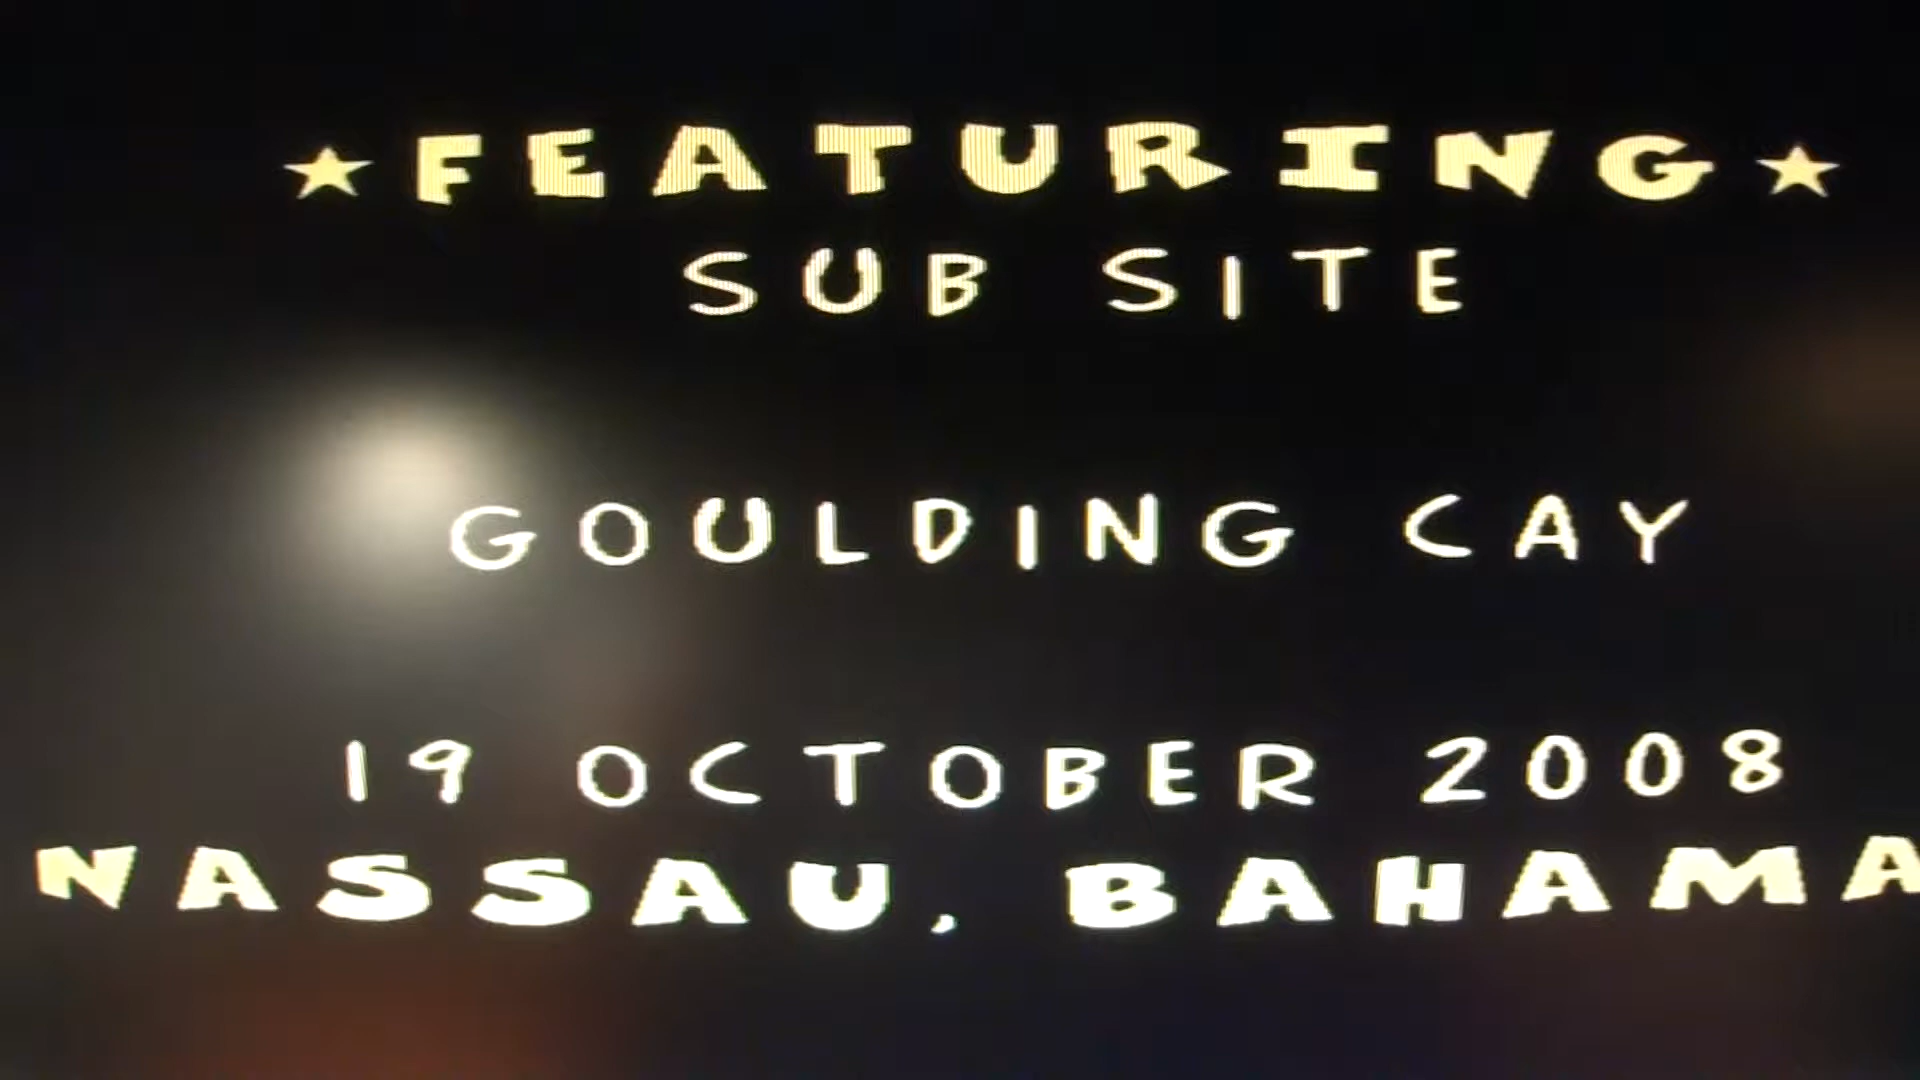 ★FEATURING★
SUB SITE
GOULDING CAY
19 OCTOBER 2008
NASSAU, BAHAMA